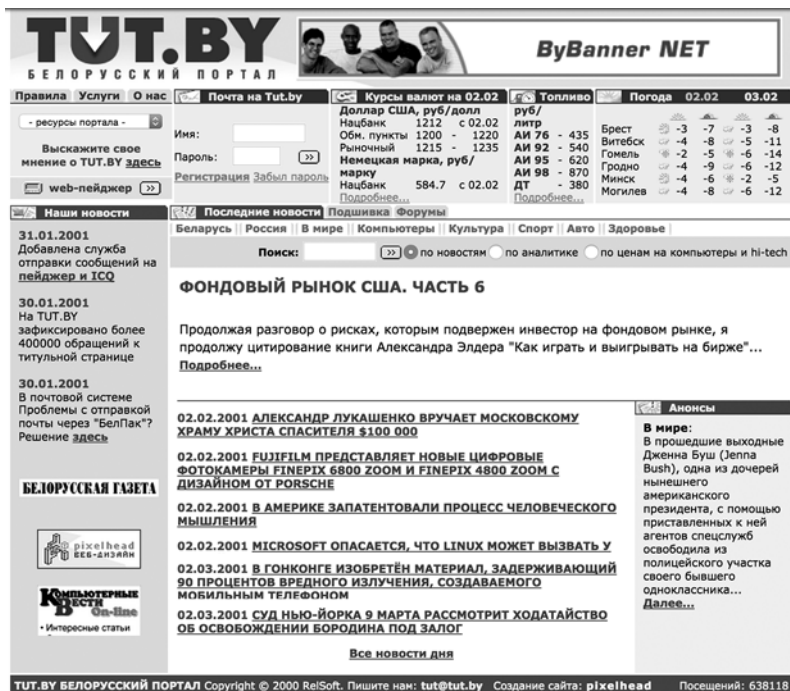 TUT.BY
БЕЛОРУССКИЙ ПОРТАЛ
ByBanner NET
Правила Услуги О нас
- ресурсы портала -
Выскажите свое
мнение о TUT.BY здесь
web-пейджер
Почта на Tut.by
Имя:
Пароль:
Регистрация Забыл пароль
Курсы валют на 02.02
Доллар США, руб/долл
Нацбанк 1212 с 02.02
Обм. пункты 1200 - 1220
Рыночный 1215 - 1235
Немецкая марка, руб/
марку
Нацбанк 584.7 с 02.02
Подробнее...
Топливо
руб/
литр
АИ 76 - 435
АИ 92 - 540
АИ 95 - 620
АИ 98 - 870
ДТ - 380
Подробнее...
Погода 02.02 03.02
Брест -3 -7 -3 -8
Витебск -4 -8 -5 -11
Гомель -2 -5 -6 -14
Гродно -4 -9 -6 -12
Минск -4 -6 -2 -5
Могилев -4 -8 -6 -12
Наши новости
31.01.2001
Добавлена служба
отправки сообщений на
пейджер и ICQ
30.01.2001
На TUT.BY
зафиксировано более
400000 обращений к
титульной странице
30.01.2001
В почтовой системе
Проблемы с отправкой
почты через "БелПак"?
Решение здесь
БЕЛОРУССКАЯ ГАЗЕТА
pixelhead
ВЕБ-ДИЗАЙН
КОМПЬЮТЕРНЫЕ
ВЕСТИ
On-line
• Интересные статьи
Последние новости Подшивка Форумы
Беларусь || Россия || В мире || Компьютеры || Культура || Спорт || Авто || Здоровье
Поиск: по новостям по аналитике по ценам на компьютеры и hi-tech
ФОНДОВЫЙ РЫНОК США. ЧАСТЬ 6
Продолжая разговор о рисках, которым подвержен инвестор на фондовом рынке, я
продолжу цитирование книги Александра Элдера "Как играть и выигрывать на бирже"...
Подробнее...
02.02.2001 АЛЕКСАНДР ЛУКАШЕНКО ВРУЧАЕТ МОСКОВСКОМУ
ХРАМУ ХРИСТА СПАСИТЕЛЯ $100 000
02.02.2001 FUJIFILM ПРЕДСТАВЛЯЕТ НОВЫЕ ЦИФРОВЫЕ
ФОТОКАМЕРЫ FINEPIX 6800 ZOOM И FINEPIX 4800 ZOOM С
ДИЗАЙНОМ ОТ PORSCHE
02.02.2001 В АМЕРИКЕ ЗАПАТЕНТОВАЛИ ПРОЦЕСС ЧЕЛОВЕЧЕСКОГО
МЫШЛЕНИЯ
02.02.2001 MICROSOFT ОПАСАЕТСЯ, ЧТО LINUX МОЖЕТ ВЫЗВАТЬ У
02.03.2001 В ГОНКОНГЕ ИЗОБРЕТЁН МАТЕРИАЛ, ЗАДЕРЖИВАЮЩИЙ
90 ПРОЦЕНТОВ ВРЕДНОГО ИЗЛУЧЕНИЯ, СОЗДАВАЕМОГО
МОБИЛЬНЫМ ТЕЛЕФОНОМ
02.03.2001 СУД НЬЮ-ЙОРКА 9 МАРТА РАССМОТРИТ ХОДАТАЙСТВО
ОБ ОСВОБОЖДЕНИИ БОРОДИНА ПОД ЗАЛОГ
Все новости дня
Анонсы
В мире:
В прошедшие выходные
Дженна Буш (Jenna
Bush), одна из дочерей
нынешнего
американского
президента, с помощью
приставленных к ней
агентов спецслужб
освободила из
полицейского участка
своего бывшего
одноклассника...
Далее...
TUT.BY БЕЛОРУССКИЙ ПОРТАЛ Copyright © 2000 RelSoft. Пишите нам: tut@tut.by Создание сайта: pixelhead Посещений: 638118